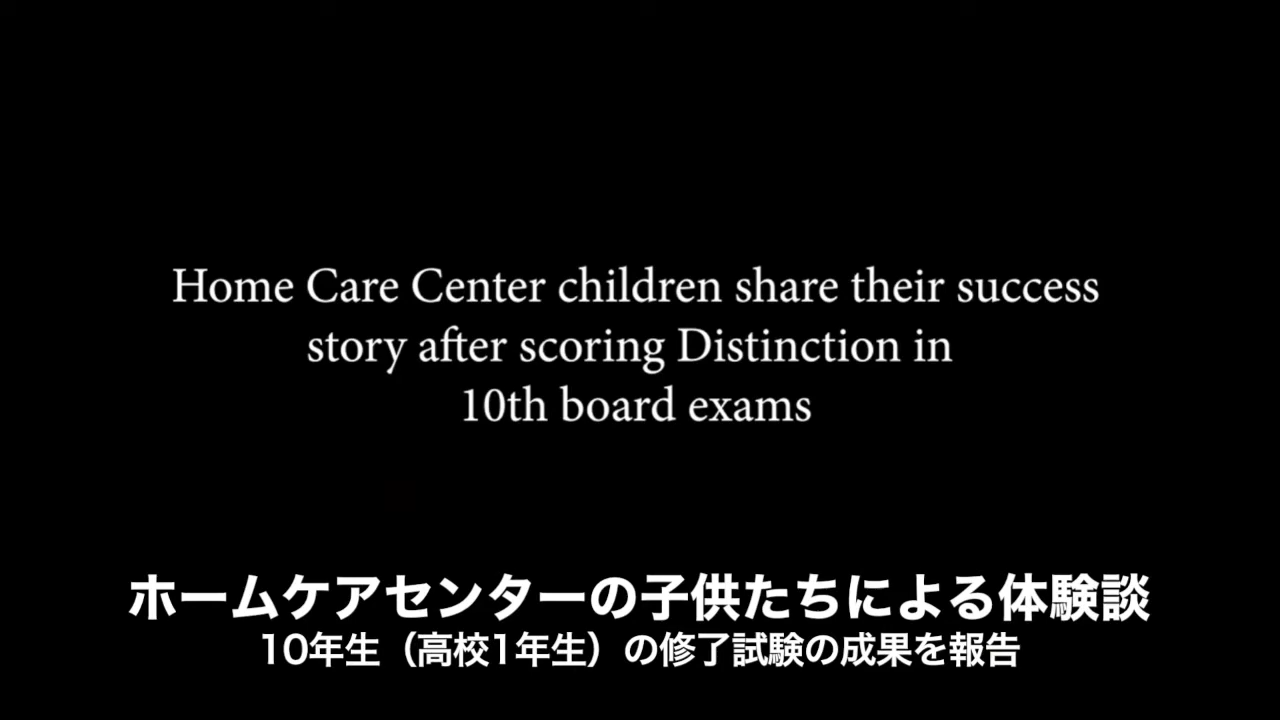 Home Care Center children share their success
story after scoring Distinction in
10th board exams
ホームケアセンターの子供たちによる体験談
10年生（高校1年生）の修了試験の成果を報告